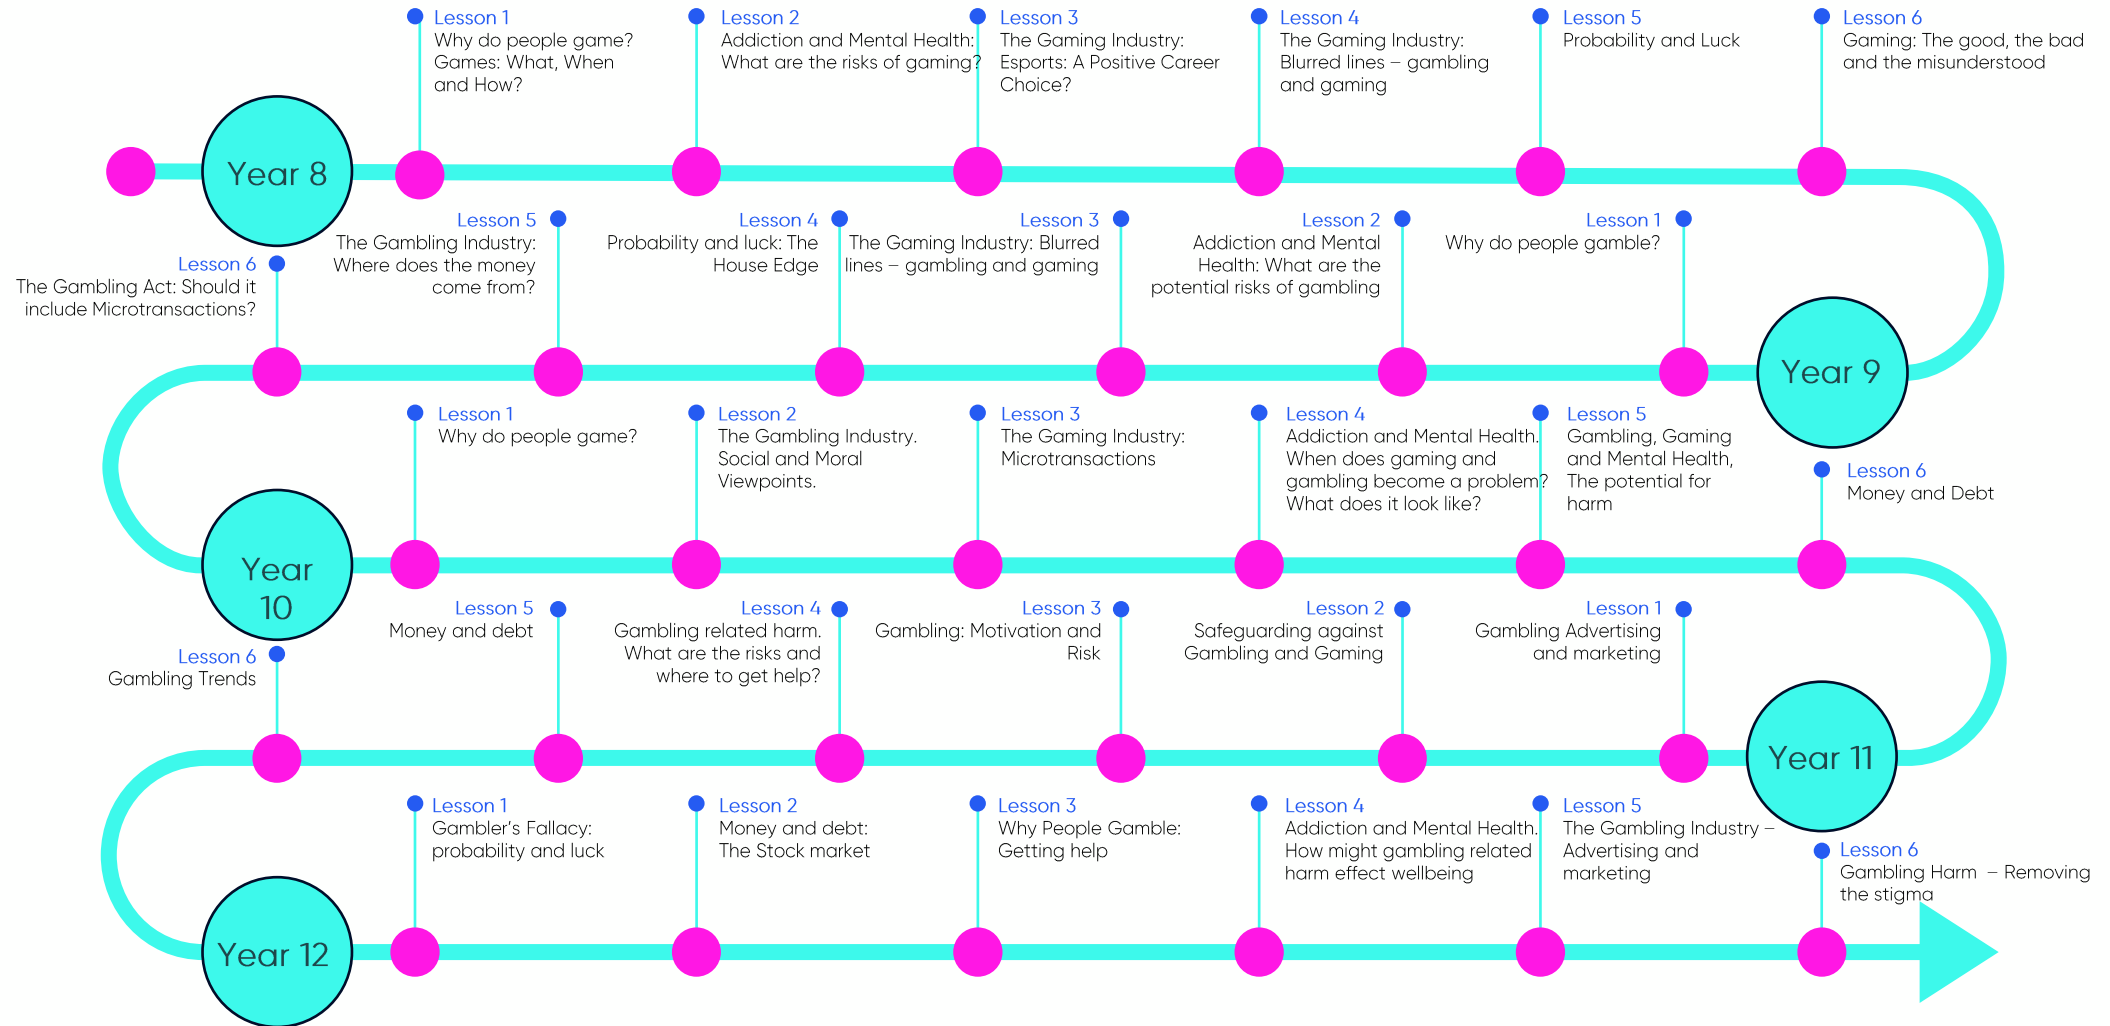 Lesson 1
Why do people game?
Games: What, When
and How?
Lesson 2
Addiction and Mental Health:
What are the risks of gaming?
Lesson 3
The Gaming Industry:
Esports: A Positive Career
Choice?
Lesson 4
The Gaming Industry:
Blurred lines – gambling
and gaming
Lesson 5
Probability and Luck
Lesson 6
Gaming: The good, the bad
and the misunderstood
Year 8
Lesson 1
Why do people gamble?
Lesson 2
Addiction and Mental
Health: What are the
potential risks of gambling
Lesson 3
The Gaming Industry: Blurred
lines – gambling and gaming
Lesson 4
Probability and luck: The
House Edge
Lesson 5
The Gambling Industry:
Where does the money
come from?
Lesson 6
The Gambling Act: Should it
include Microtransactions?
Year 9
Lesson 1
Why do people game?
Lesson 2
The Gambling Industry.
Social and Moral
Viewpoints.
Lesson 3
The Gaming Industry:
Microtransactions
Lesson 4
Addiction and Mental Health.
When does gaming and
gambling become a problem?
What does it look like?
Lesson 5
Gambling, Gaming
and Mental Health,
The potential for
harm
Lesson 6
Money and Debt
Year
10
Lesson 1
Gambling Advertising
and marketing
Lesson 2
Safeguarding against
Gambling and Gaming
Lesson 3
Gambling: Motivation and
Risk
Lesson 4
Gambling related harm.
What are the risks and
where to get help?
Lesson 5
Money and debt
Lesson 6
Gambling Trends
Year 11
Lesson 1
Gambler’s Fallacy:
probability and luck
Lesson 2
Money and debt:
The Stock market
Lesson 3
Why People Gamble:
Getting help
Lesson 4
Addiction and Mental Health.
How might gambling related
harm effect wellbeing
Lesson 5
The Gambling Industry –
Advertising and
marketing
Lesson 6
Gambling Harm – Removing
the stigma
Year 12